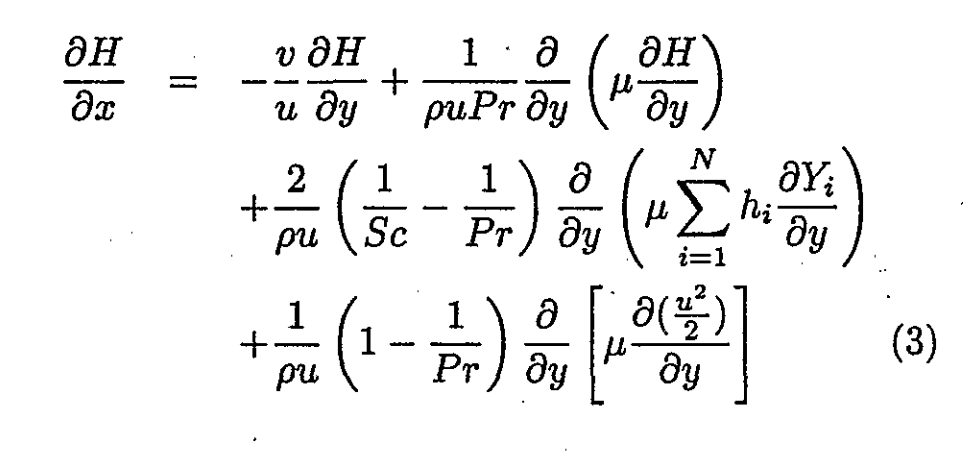 ∂H/∂x = −(v/u) ∂H/∂y + (1/(ρuPr)) ∂/∂y (μ ∂H/∂y)
+(2/(ρu)) (1/Sc − 1/Pr) ∂/∂y (μ ∑_{i=1}^{N} h_i ∂Y_i/∂y)
+(1/(ρu)) (1 − 1/Pr) ∂/∂y [μ ∂(u²/2)/∂y] (3)